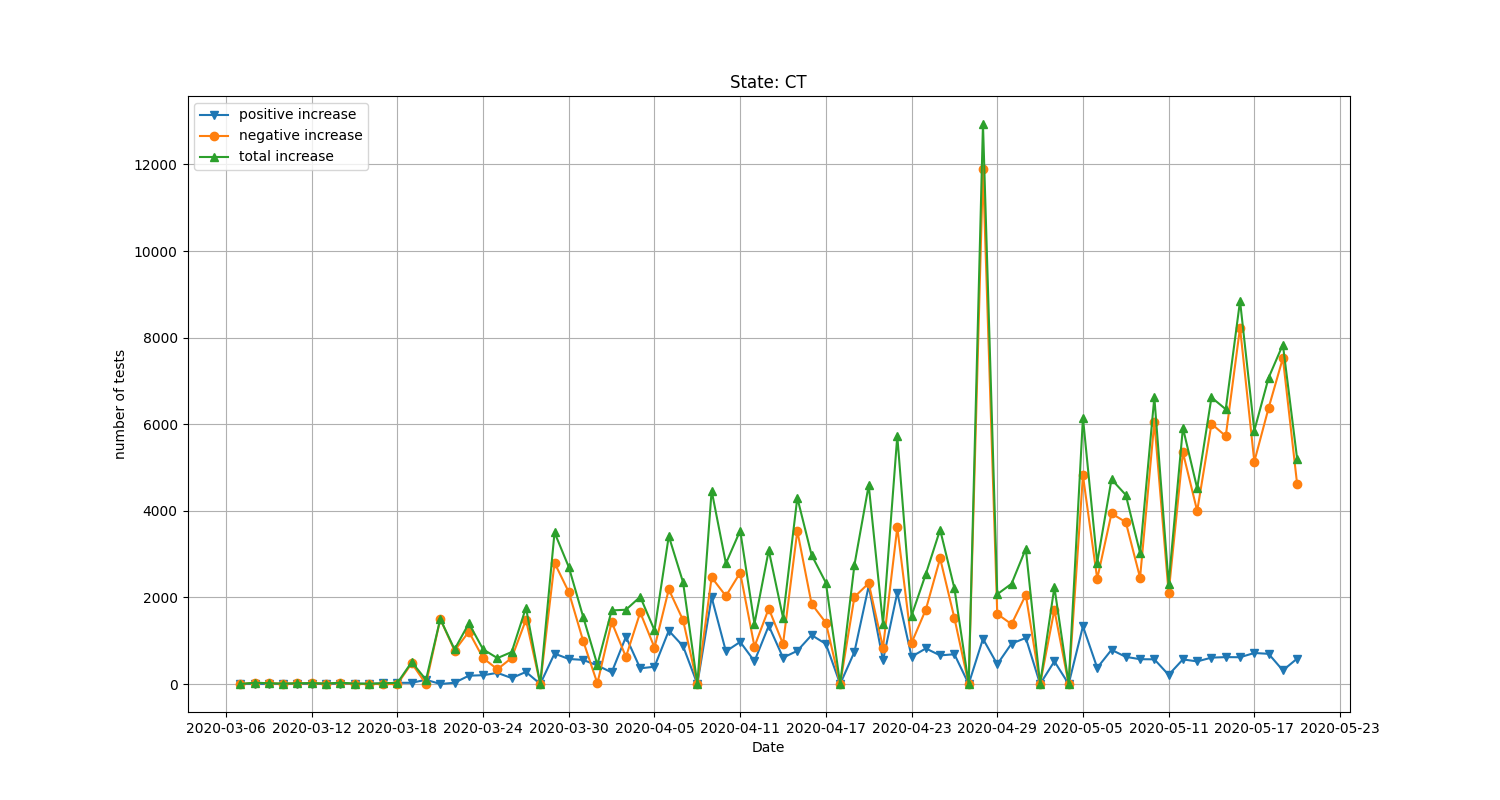 State: CT
positive increase
negative increase
total increase
12000
10000
8000
6000
4000
2000
0
number of tests
2020-03-06 2020-03-12 2020-03-18 2020-03-24 2020-03-30 2020-04-05 2020-04-11 2020-04-17 2020-04-23 2020-04-29 2020-05-05 2020-05-11 2020-05-17 2020-05-23
Date